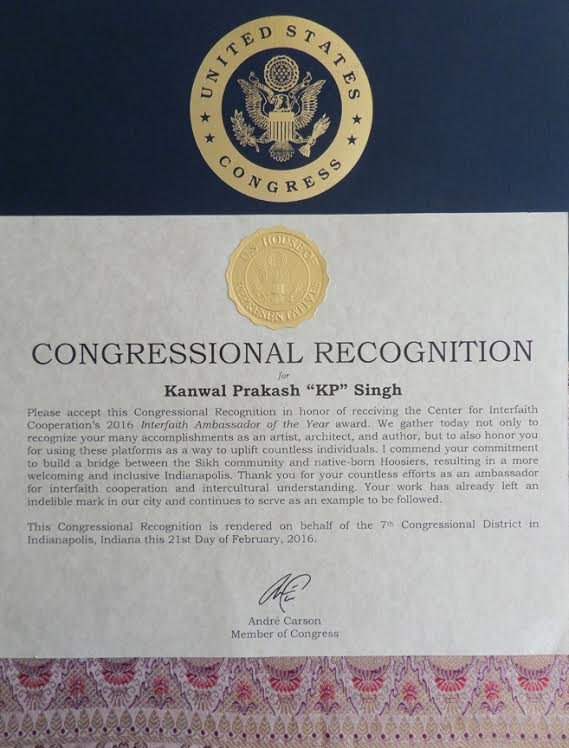 UNITED STATES
CONGRESS
U.S. HOUSE OF
REPRESENTATIVES
CONGRESSIONAL RECOGNITION
for
Kanwal Prakash “KP” Singh
Please accept this Congressional Recognition in honor of receiving the Center for Interfaith
Cooperation’s 2016 Interfaith Ambassador of the Year award. We gather today not only to
recognize your many accomplishments as an artist, architect, and author, but to also honor you
for using these platforms as a way to uplift countless individuals. I commend your commitment
to build a bridge between the Sikh community and native-born Hoosiers, resulting in a more
welcoming and inclusive Indianapolis. Thank you for your countless efforts as an ambassador
for interfaith cooperation and intercultural understanding. Your work has already left an
indelible mark in our city and continues to serve as an example to be followed.
This Congressional Recognition is rendered on behalf of the 7th Congressional District in
Indianapolis, Indiana this 21st Day of February, 2016.
André Carson
Member of Congress